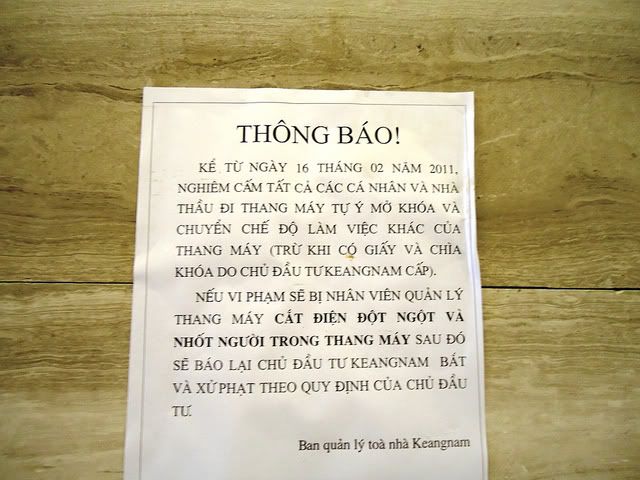 THÔNG BÁO!
KỂ TỪ NGÀY 16 THÁNG 02 NĂM 2011,
NGHIÊM CẤM TẤT CẢ CÁC CÁ NHÂN VÀ NHÀ
THẦU ĐI THANG MÁY TỰ Ý MỞ KHÓA VÀ
CHUYỂN CHẾ ĐỘ LÀM VIỆC KHÁC CỦA
THANG MÁY (TRỪ KHI CÓ GIẤY VÀ CHÌA
KHÓA DO CHỦ ĐẦU TƯ KEANGNAM CẤP).
NẾU VI PHẠM SẼ BỊ NHÂN VIÊN QUẢN LÝ
THANG MÁY CẮT ĐIỆN ĐỘT NGỘT VÀ
NHỐT NGƯỜI TRONG THANG MÁY SAU ĐÓ
SẼ BÁO LẠI CHỦ ĐẦU TƯ KEANGNAM BẮT
VÀ XỬ PHẠT THEO QUY ĐỊNH CỦA CHỦ ĐẦU
TƯ.
Ban quản lý toà nhà Keangnam